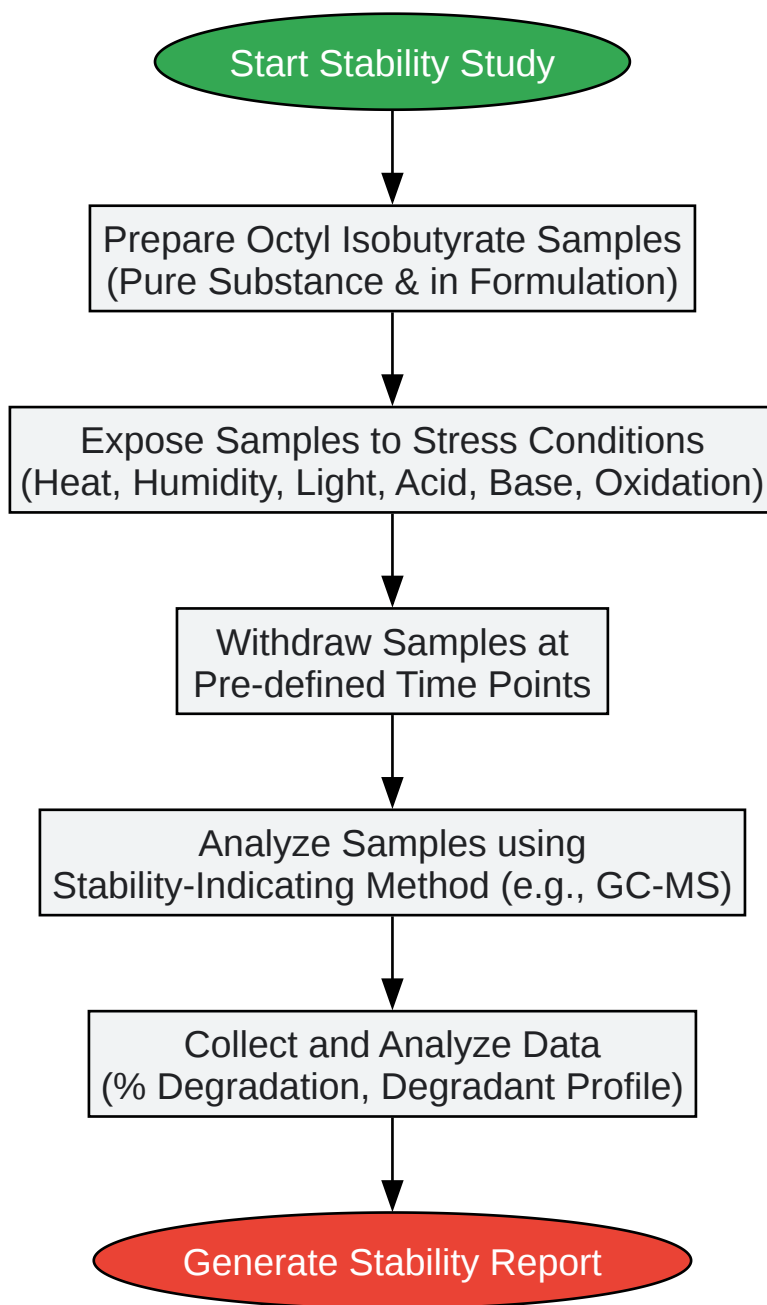 Start Stability Study
Prepare Octyl Isobutyrate Samples
(Pure Substance & in Formulation)
Expose Samples to Stress Conditions
(Heat, Humidity, Light, Acid, Base, Oxidation)
Withdraw Samples at
Pre-defined Time Points
Analyze Samples using
Stability-Indicating Method (e.g., GC-MS)
Collect and Analyze Data
(% Degradation, Degradant Profile)
Generate Stability Report